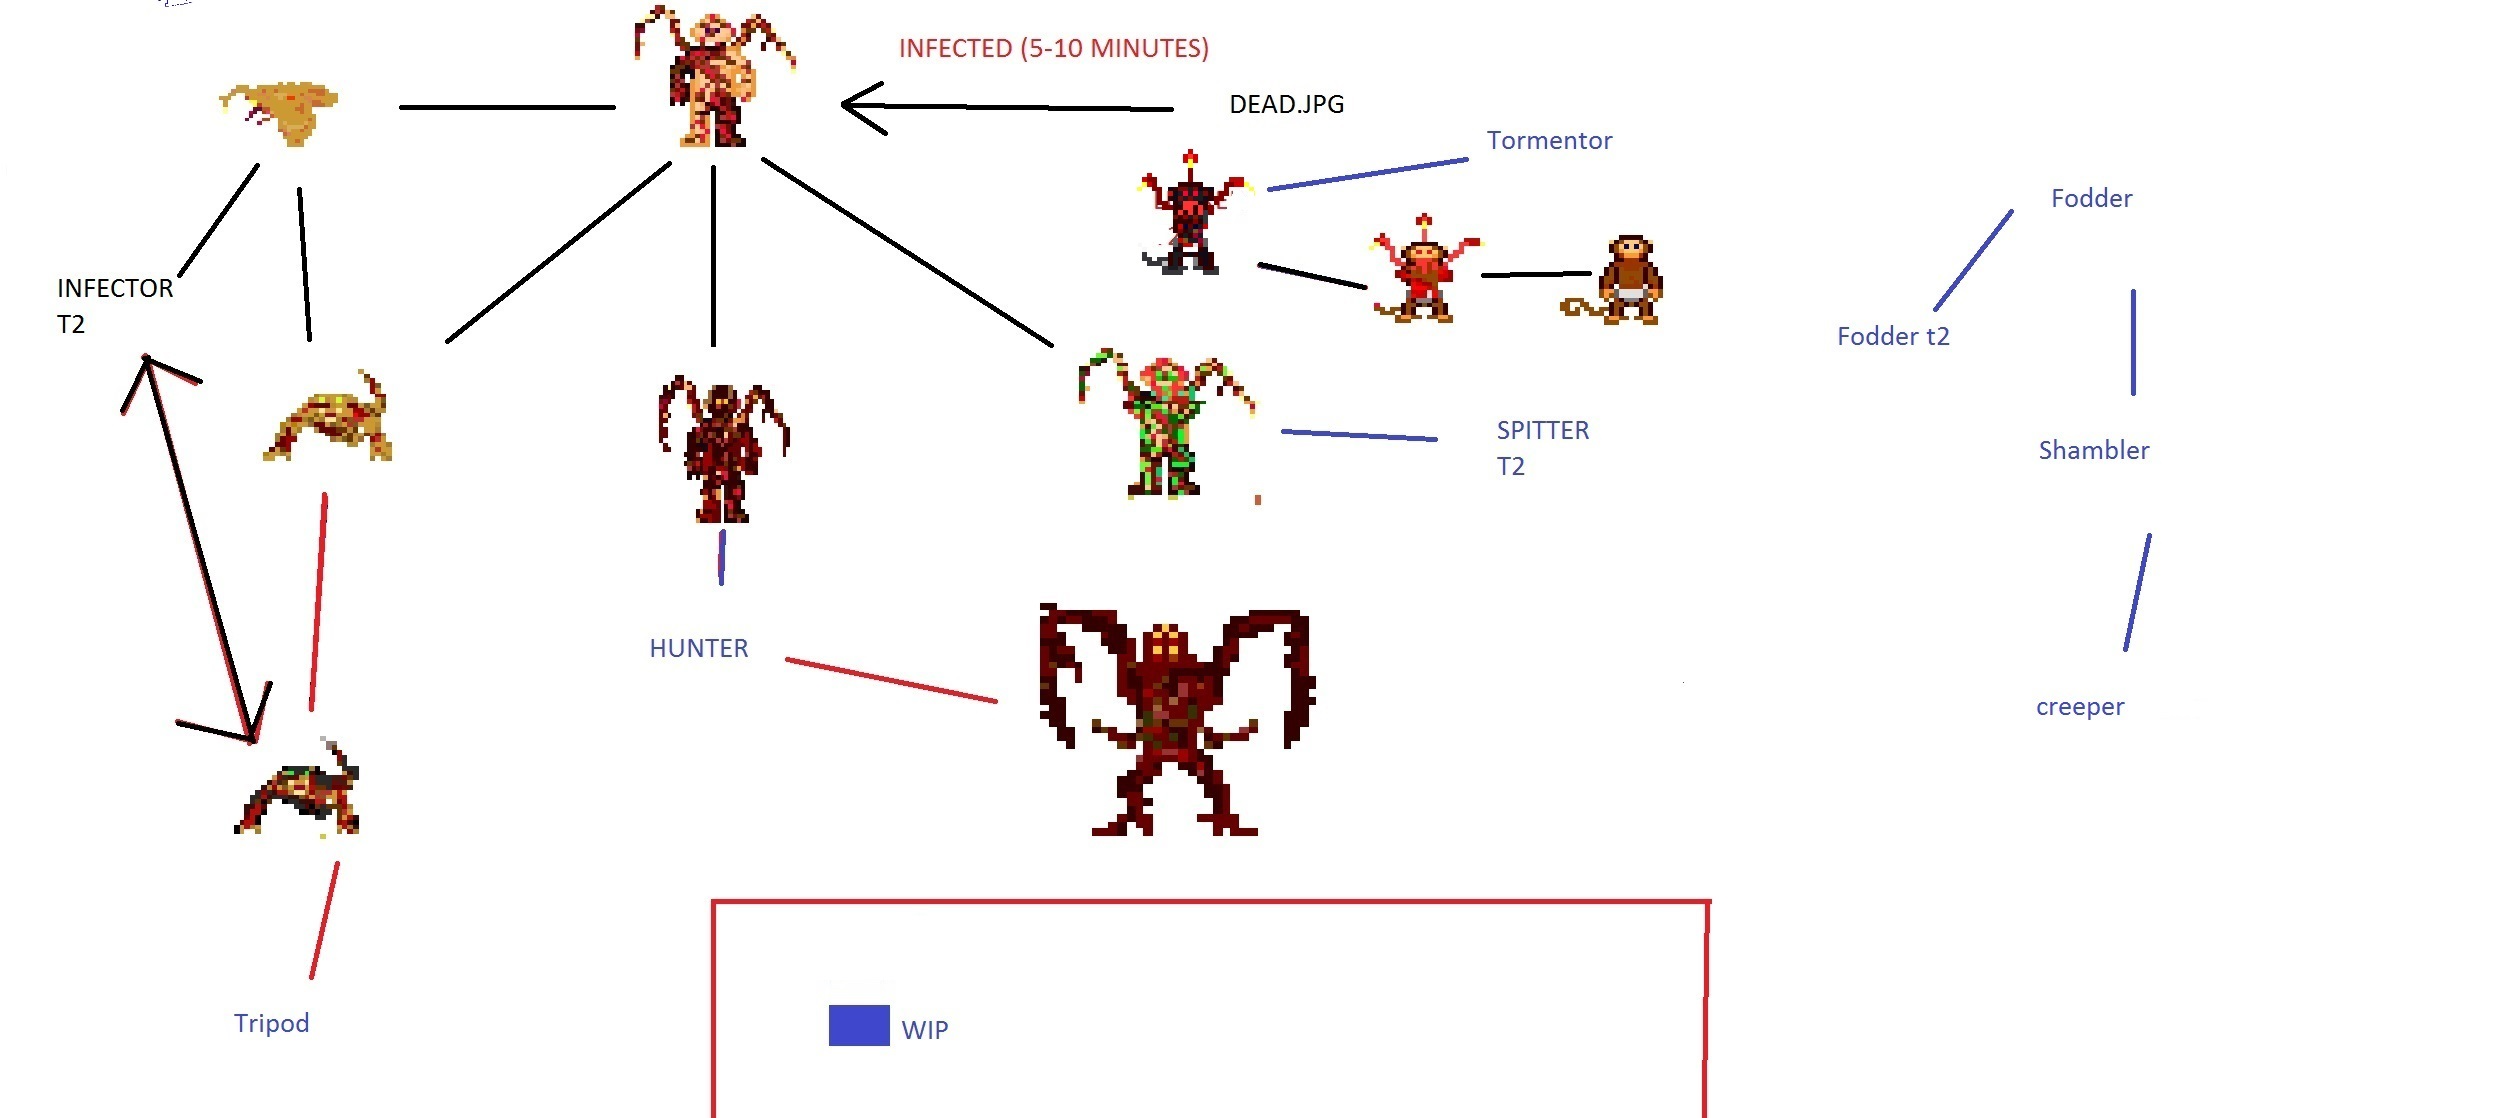 INFECTED (5-10 MINUTES)
DEAD.JPG
Tormentor
Fodder
INFECTOR
T2
Fodder t2
SPITTER
T2
Shambler
HUNTER
creeper
Tripod
WIP